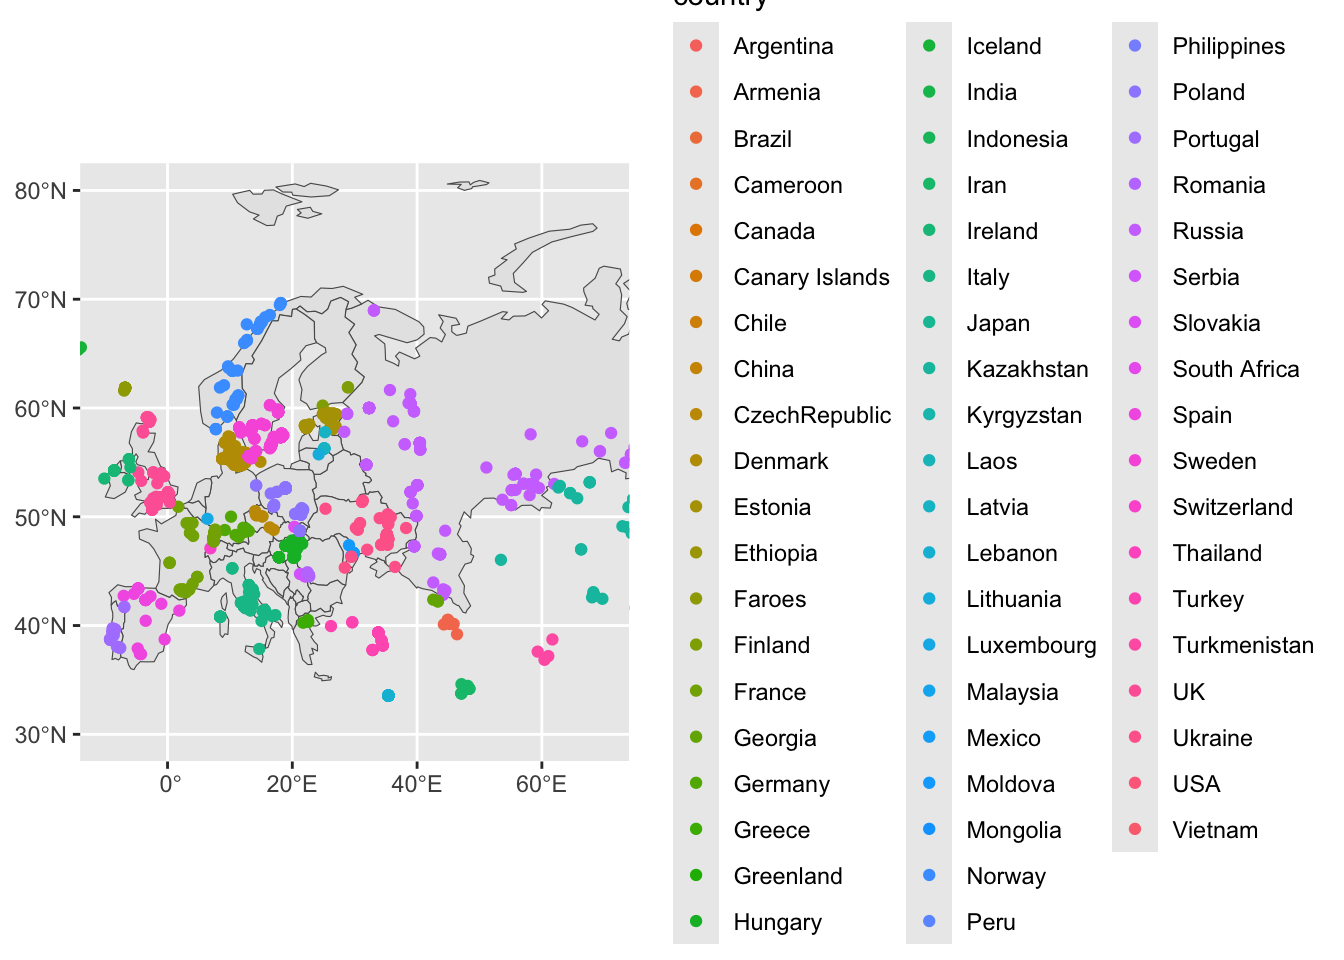 country
80°N
70°N
60°N
50°N
40°N
30°N
0°
20°E
40°E
60°E
Argentina
Armenia
Brazil
Cameroon
Canada
Canary Islands
Chile
China
CzechRepublic
Denmark
Estonia
Ethiopia
Faroes
Finland
France
Georgia
Germany
Greece
Greenland
Hungary
Iceland
India
Indonesia
Iran
Ireland
Italy
Japan
Kazakhstan
Kyrgyzstan
Laos
Latvia
Lebanon
Lithuania
Luxembourg
Malaysia
Mexico
Moldova
Mongolia
Norway
Peru
Philippines
Poland
Portugal
Romania
Russia
Serbia
Slovakia
South Africa
Spain
Sweden
Switzerland
Thailand
Turkey
Turkmenistan
UK
Ukraine
USA
Vietnam